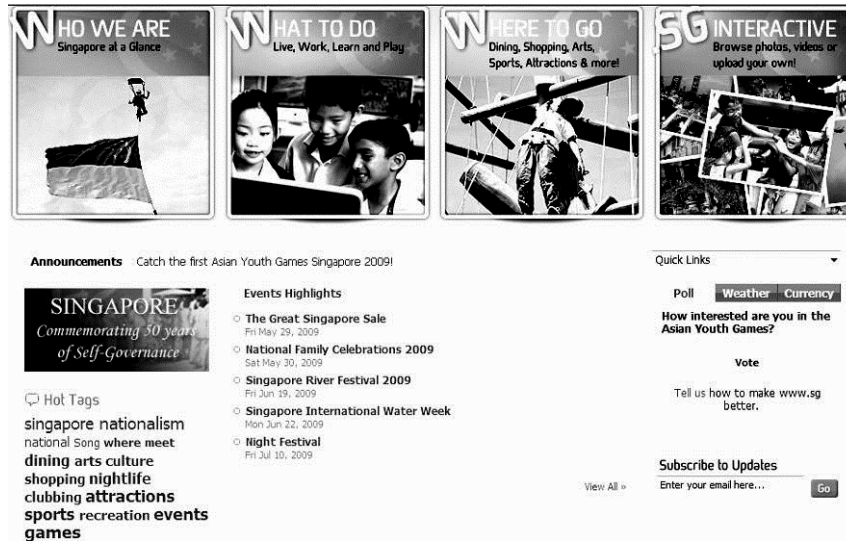 WHO WE ARE
Singapore at a Glance
WHAT TO DO
Live, Work, Learn and Play
WHERE TO GO
Dining, Shopping, Arts,
Sports, Attractions & more!
.SG INTERACTIVE
Browse photos, videos or
upload your own!
Announcements Catch the first Asian Youth Games Singapore 2009!
SINGAPORE
Commemorating 50 years
of Self-Governance
Hot Tags
singapore nationalism
national Song where meet
dining arts culture
shopping nightlife
clubbing attractions
sports recreation events
games
Events Highlights
The Great Singapore Sale
Fri May 29, 2009
National Family Celebrations 2009
Sat May 30, 2009
Singapore River Festival 2009
Fri Jun 19, 2009
Singapore International Water Week
Mon Jun 22, 2009
Night Festival
Fri Jul 10, 2009
View All »
Quick Links
Poll Weather Currency
How interested are you in the
Asian Youth Games?
Vote
Tell us how to make www.sg
better.
Subscribe to Updates
Enter your email here... Go